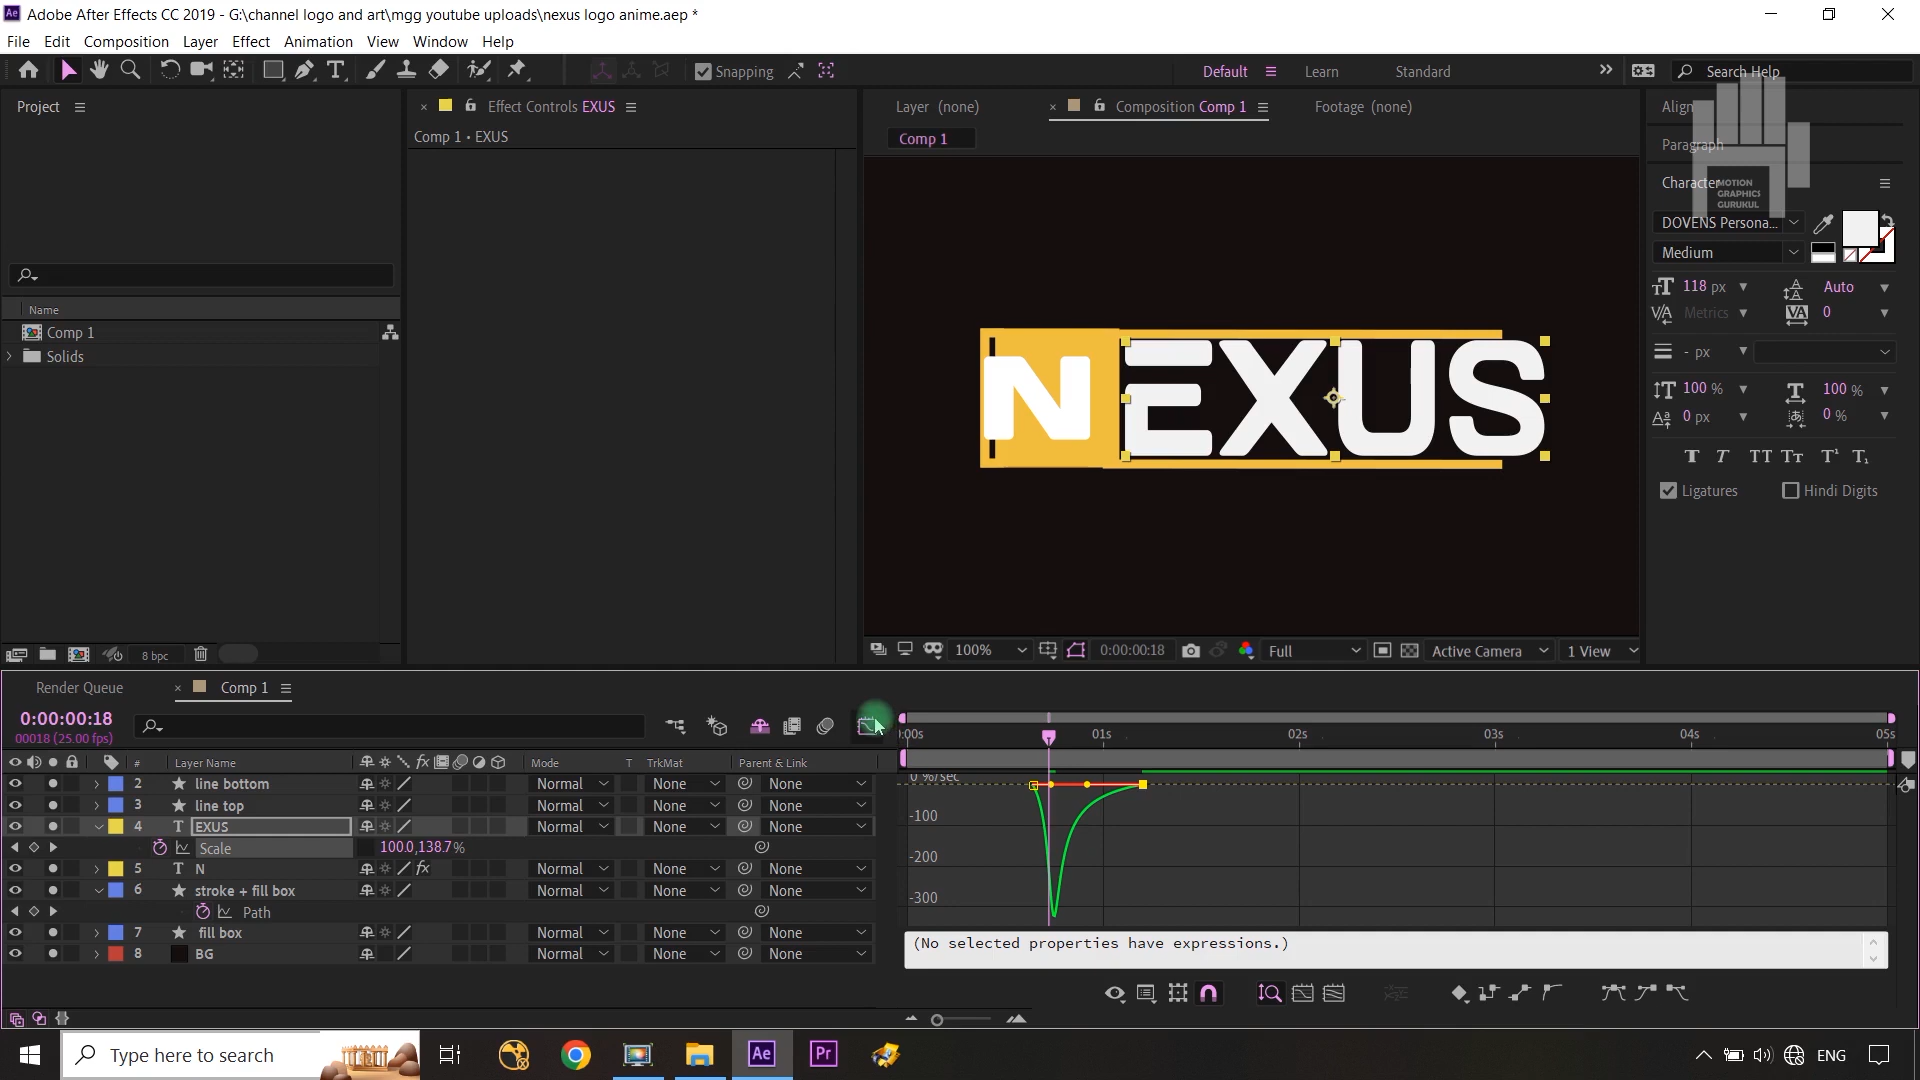 Adobe After Effects CC 2019 - G:\channel logo and art\mgg youtube uploads\nexus logo anime.aep *
File Edit Composition Layer Effect Animation View Window Help
Snapping
Default Learn Standard
Search Help
Project
Effect Controls EXUS
Layer (none)
Composition Comp 1
Footage (none)
Align
Comp 1 • EXUS
Comp 1
Paragraph
Character
MOTION
GRAPHICS
GURUKUL
DOVENS Persona...
Medium
118 px
Auto
Metrics
0
- px
100 %
100 %
0 px
0 %
Ligatures
Hindi Digits
Name
Comp 1
Solids
NEXUS
8 bpc
100%
0:00:00:18
Full
Active Camera
1 View
Render Queue
Comp 1
0:00:00:18
00018 (25.00 fps)
:00s 01s 02s 03s 04s 05s
# Layer Name Mode T TrkMat Parent & Link
2 line bottom Normal None None
3 line top Normal None None
4 T EXUS Normal None None
Scale 100.0,138.7%
5 T N fx Normal None None
6 stroke + fill box Normal None None
Path
7 fill box Normal None None
8 BG Normal None None
0 %/sec
-100
-200
-300
(No selected properties have expressions.)
Type here to search
Ae
Pr
ENG